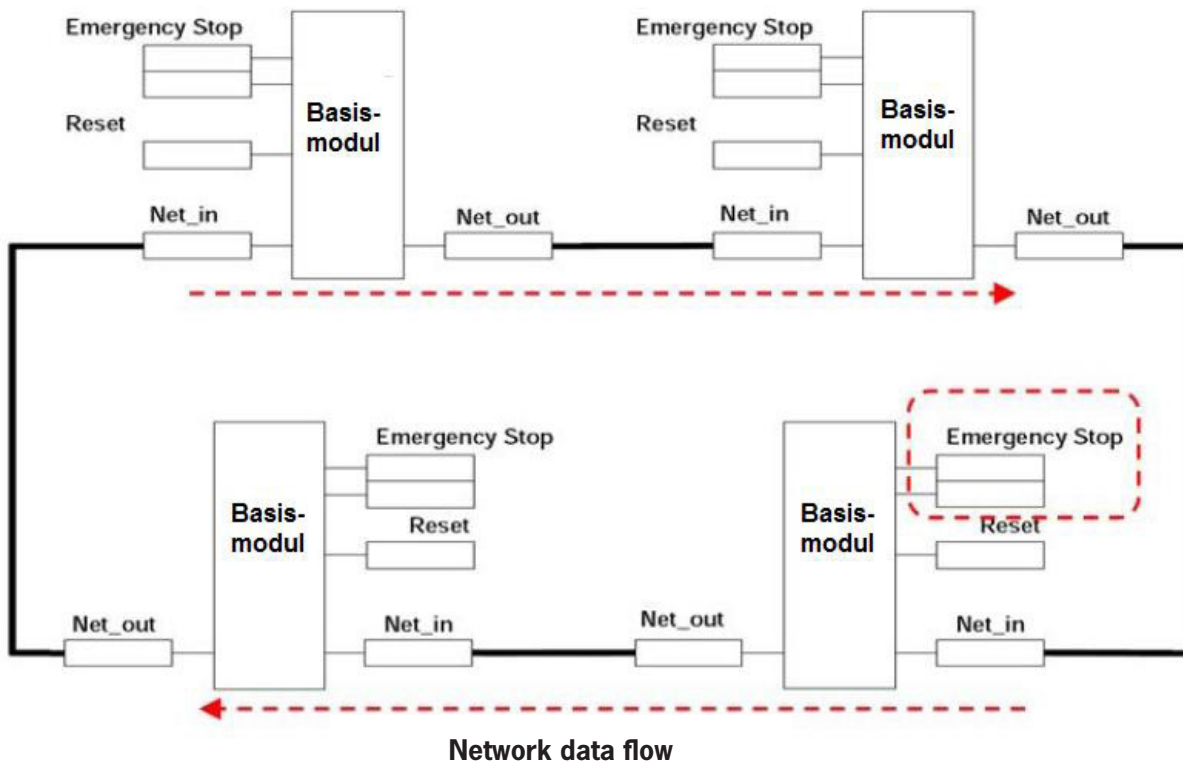 Emergency Stop
Basis-
modul
Reset
Net_in
Net_out
Emergency Stop
Basis-
modul
Reset
Net_in
Net_out
Emergency Stop
Basis-
modul
Reset
Net_out
Net_in
Emergency Stop
Basis-
modul
Reset
Net_out
Net_in
Network data flow